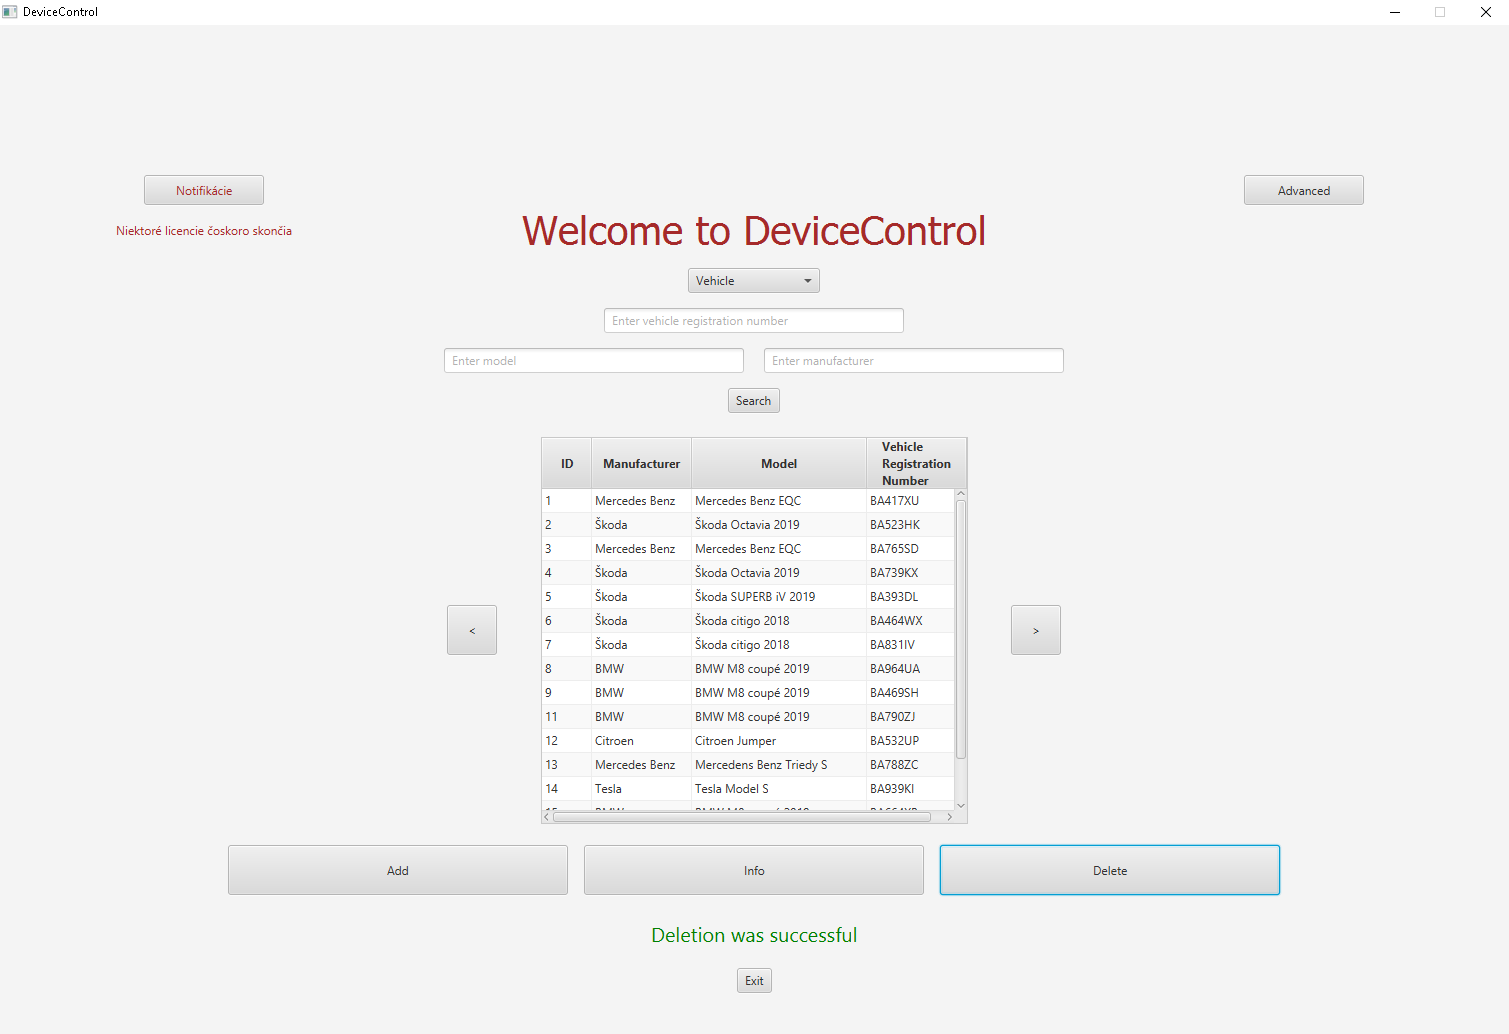 DeviceControl
Notifikácie
Advanced
Niektoré licencie čoskoro skončia
Welcome to DeviceControl
Vehicle
Enter vehicle registration number
Enter model Enter manufacturer
Search
ID Manufacturer Model Vehicle Registration Number
1 Mercedes Benz Mercedes Benz EQC BA417XU
2 Škoda Škoda Octavia 2019 BA523HK
3 Mercedes Benz Mercedes Benz EQC BA765SD
4 Škoda Škoda Octavia 2019 BA739KX
5 Škoda Škoda SUPERB iV 2019 BA393DL
6 Škoda Škoda citigo 2018 BA464WX
7 Škoda Škoda citigo 2018 BA831IV
8 BMW BMW M8 coupé 2019 BA964UA
9 BMW BMW M8 coupé 2019 BA469SH
11 BMW BMW M8 coupé 2019 BA790ZJ
12 Citroen Citroen Jumper BA532UP
13 Mercedes Benz Mercedens Benz Triedy S BA788ZC
14 Tesla Tesla Model S BA939KI
< >
Add Info Delete
Deletion was successful
Exit